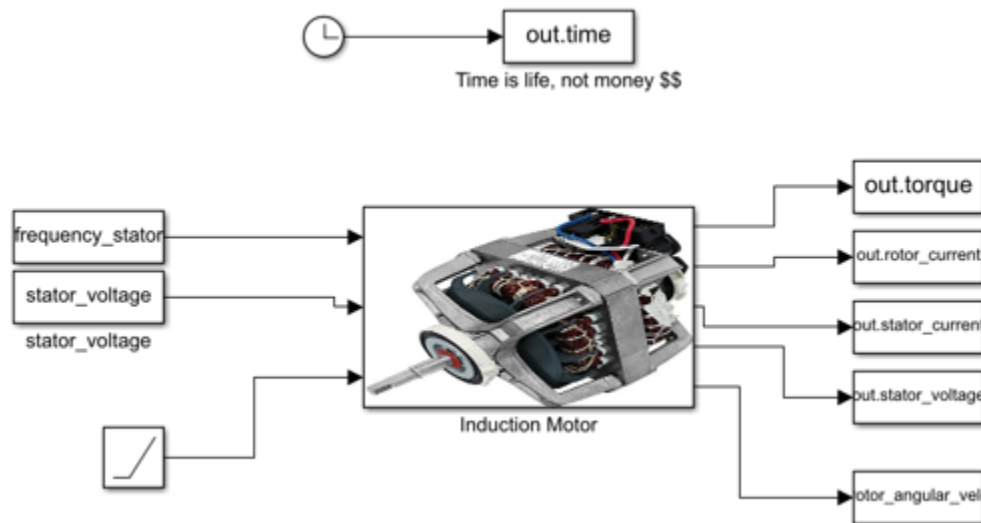 out.time
Time is life, not money $$
out.torque
frequency_stator
out.rotor_current
stator_voltage
out.stator_current
stator_voltage
out.stator_voltage
Induction Motor
otor_angular_vel